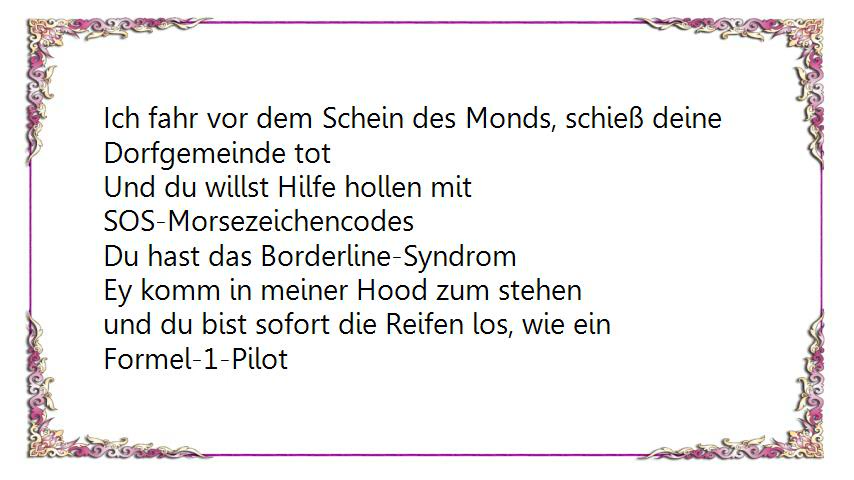 Ich fahr vor dem Schein des Monds, schieß deine
Dorfgemeinde tot
Und du willst Hilfe hollen mit
SOS-Morsezeichencodes
Du hast das Borderline-Syndrom
Ey komm in meiner Hood zum stehen
und du bist sofort die Reifen los, wie ein
Formel-1-Pilot